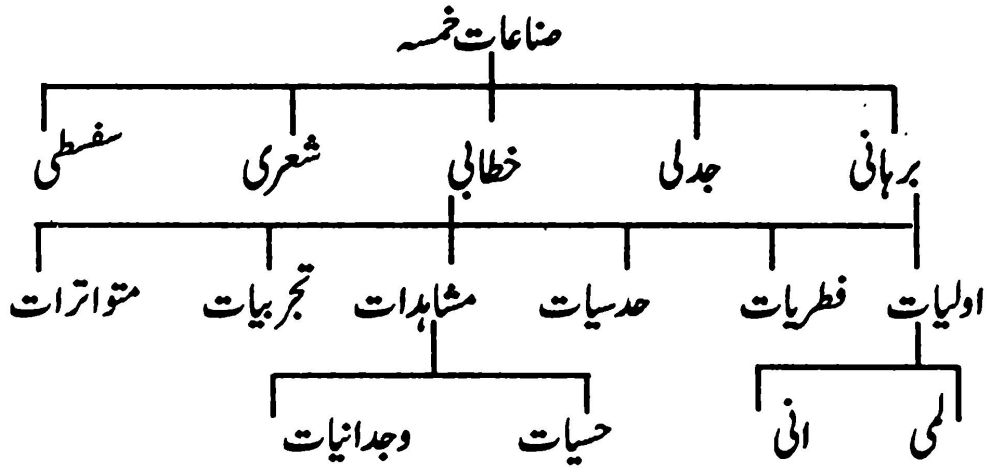 صناعات خمسہ
برہانی جدلی خطابی شعری سفسطی
اولیات فطریات حدسیات مشاہدات تجربیات متواترات
لمی انی حسیات وجدانیات